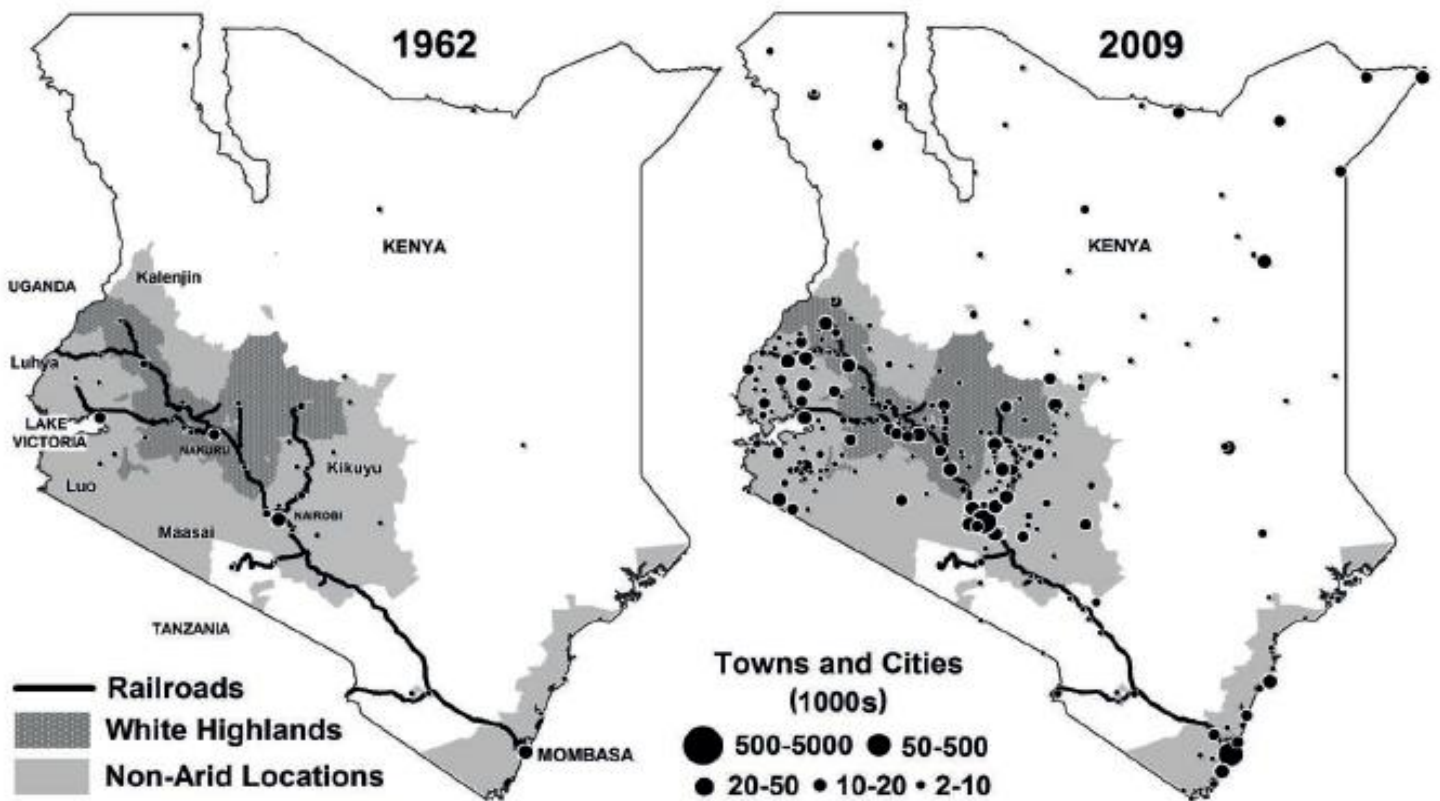 1962
KENYA
UGANDA
Kalenjin
Luhya
LAKE
VICTORIA
NAKURU
Kikuyu
Luo
NAIROBI
Maasai
TANZANIA
MOMBASA
Railroads
White Highlands
Non-Arid Locations
2009
KENYA
Towns and Cities
(1000s)
500-5000 50-500
20-50 10-20 2-10